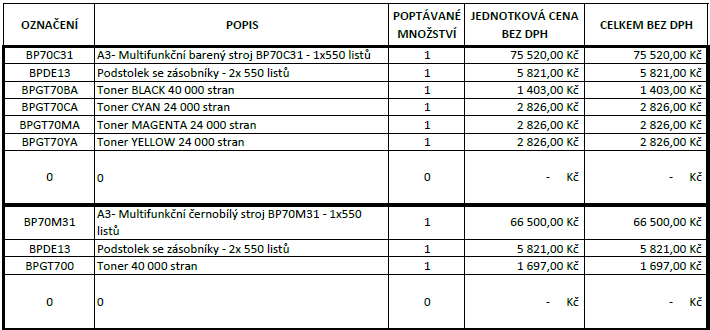 OZNAČENÍ POPIS POPTÁVANÉ MNOŽSTVÍ JEDNOTKOVÁ CENA BEZ DPH CELKEM BEZ DPH
BP70C31 A3- Multifunkční barený stroj BP70C31 - 1x550 listů 1 75 520,00 Kč 75 520,00 Kč
BPDE13 Podstolek se zásobníky - 2x 550 listů 1 5 821,00 Kč 5 821,00 Kč
BPGT70BA Toner BLACK 40 000 stran 1 1 403,00 Kč 1 403,00 Kč
BPGT70CA Toner CYAN 24 000 stran 1 2 826,00 Kč 2 826,00 Kč
BPGT70MA Toner MAGENTA 24 000 stran 1 2 826,00 Kč 2 826,00 Kč
BPGT70YA Toner YELLOW 24 000 stran 1 2 826,00 Kč 2 826,00 Kč
0 0 0 - Kč - Kč
BP70M31 A3- Multifunkční černobílý stroj BP70M31 - 1x550 listů 1 66 500,00 Kč 66 500,00 Kč
BPDE13 Podstolek se zásobníky - 2x 550 listů 1 5 821,00 Kč 5 821,00 Kč
BPGT700 Toner 40 000 stran 1 1 697,00 Kč 1 697,00 Kč
0 0 0 - Kč - Kč